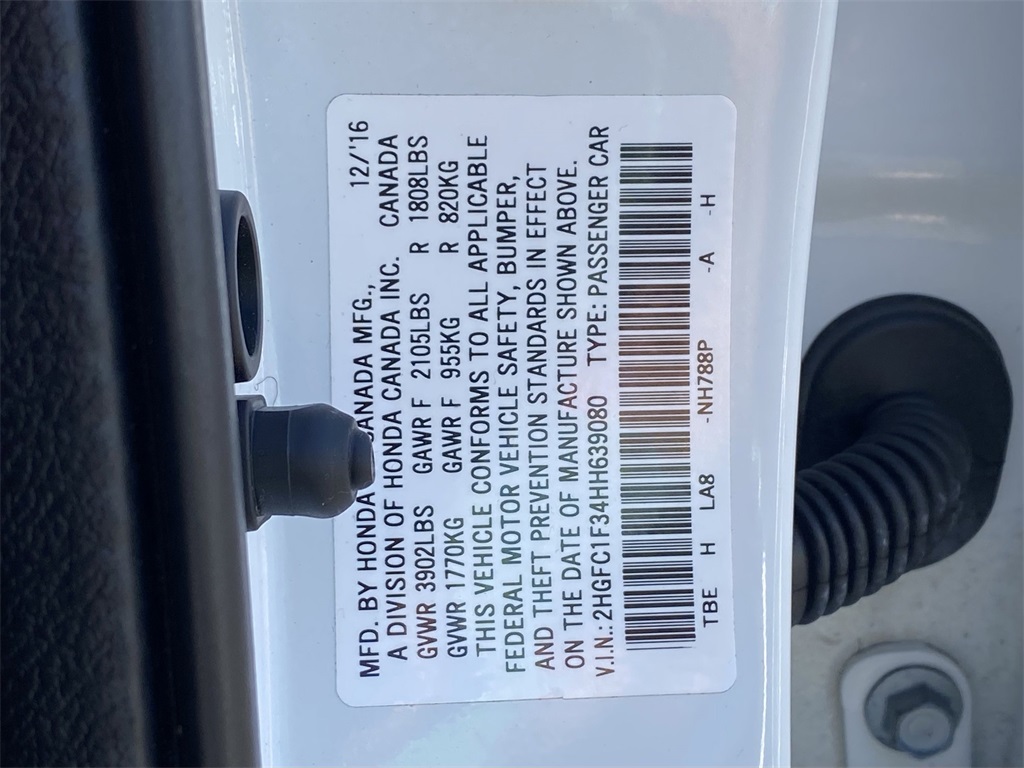 MFD. BY HONDA CANADA MFG., 12/'16
A DIVISION OF HONDA CANADA INC. CANADA
GVWR 3902LBS GAWR F 2105LBS R 1808LBS
GVWR 1770KG GAWR F 955KG R 820KG
THIS VEHICLE CONFORMS TO ALL APPLICABLE
FEDERAL MOTOR VEHICLE SAFETY, BUMPER,
AND THEFT PREVENTION STANDARDS IN EFFECT
ON THE DATE OF MANUFACTURE SHOWN ABOVE.
V.I.N.: 2HGFC1F34HH639080 TYPE: PASSENGER CAR
TBE H LA8 -NH788P -A -H